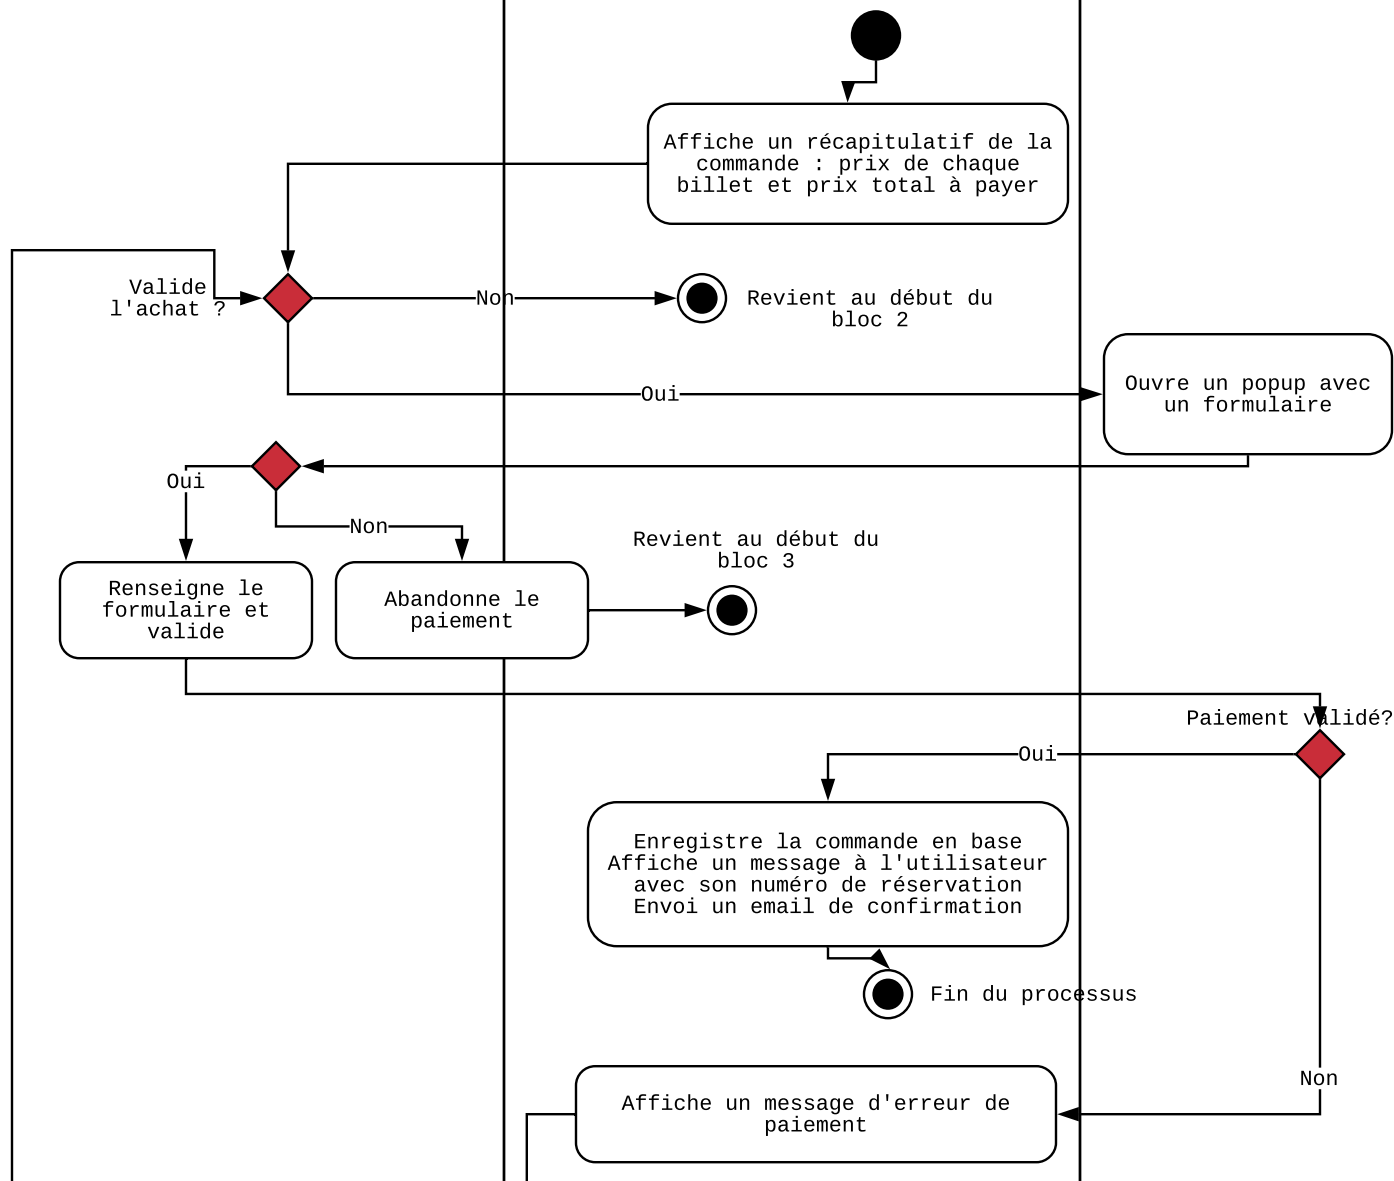 Affiche un récapitulatif de la
commande : prix de chaque
billet et prix total à payer
Valide
l'achat ?
Non
Revient au début du
bloc 2
Oui
Ouvre un popup avec
un formulaire
Oui
Non
Revient au début du
bloc 3
Renseigne le
formulaire et
valide
Abandonne le
paiement
Paiement validé?
Oui
Enregistre la commande en base
Affiche un message à l'utilisateur
avec son numéro de réservation
Envoi un email de confirmation
Fin du processus
Non
Affiche un message d'erreur de
paiement